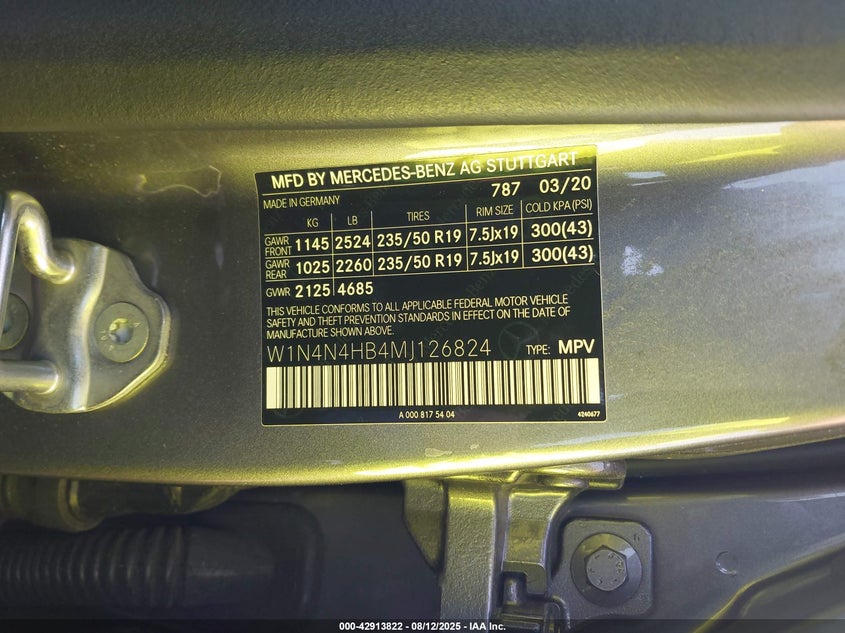 MFD BY MERCEDES-BENZ AG STUTTGART
MADE IN GERMANY 787 03/20
KG LB TIRES RIM SIZE COLD KPA(PSI)
GAWR FRONT 1145 2524 235/50 R19 7.5Jx19 300(43)
GAWR REAR 1025 2260 235/50 R19 7.5Jx19 300(43)
GVWR 2125 4685
THIS VEHICLE CONFORMS TO ALL APPLICABLE FEDERAL MOTOR VEHICLE
SAFETY AND THEFT PREVENTION STANDARDS IN EFFECT ON THE DATE OF
MANUFACTURE SHOWN ABOVE.
W1N4N4HB4MJ126824 TYPE: MPV
A 000 817 54 04 4240677
000-42913822 - 08/12/2025 - IAA Inc.